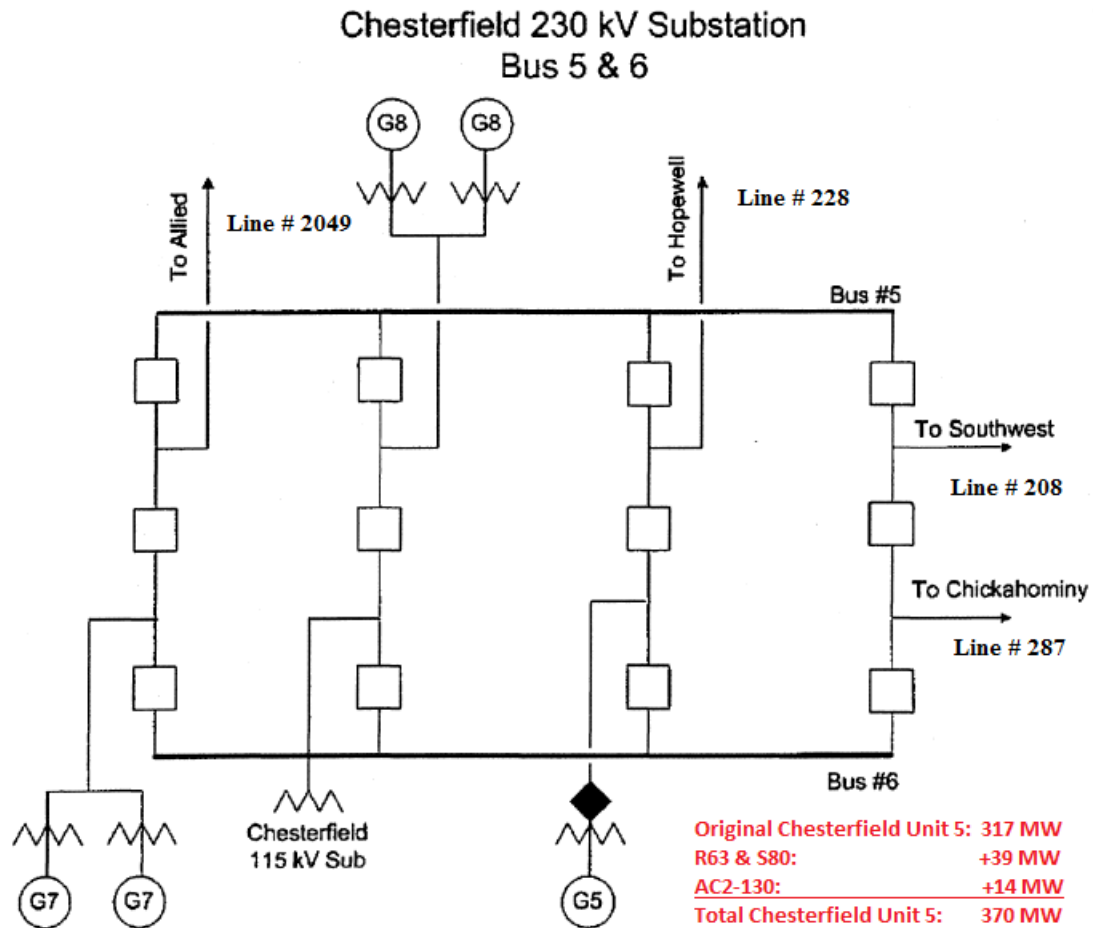 Chesterfield 230 kV Substation
Bus 5 & 6
G8
G8
To Allied
Line # 2049
To Hopewell
Line # 228
Bus #5
To Southwest
Line # 208
To Chickahominy
Line # 287
Bus #6
Chesterfield
115 kV Sub
G7
G7
G5
Original Chesterfield Unit 5: 317 MW
R63 & S80: +39 MW
AC2-130: +14 MW
Total Chesterfield Unit 5: 370 MW